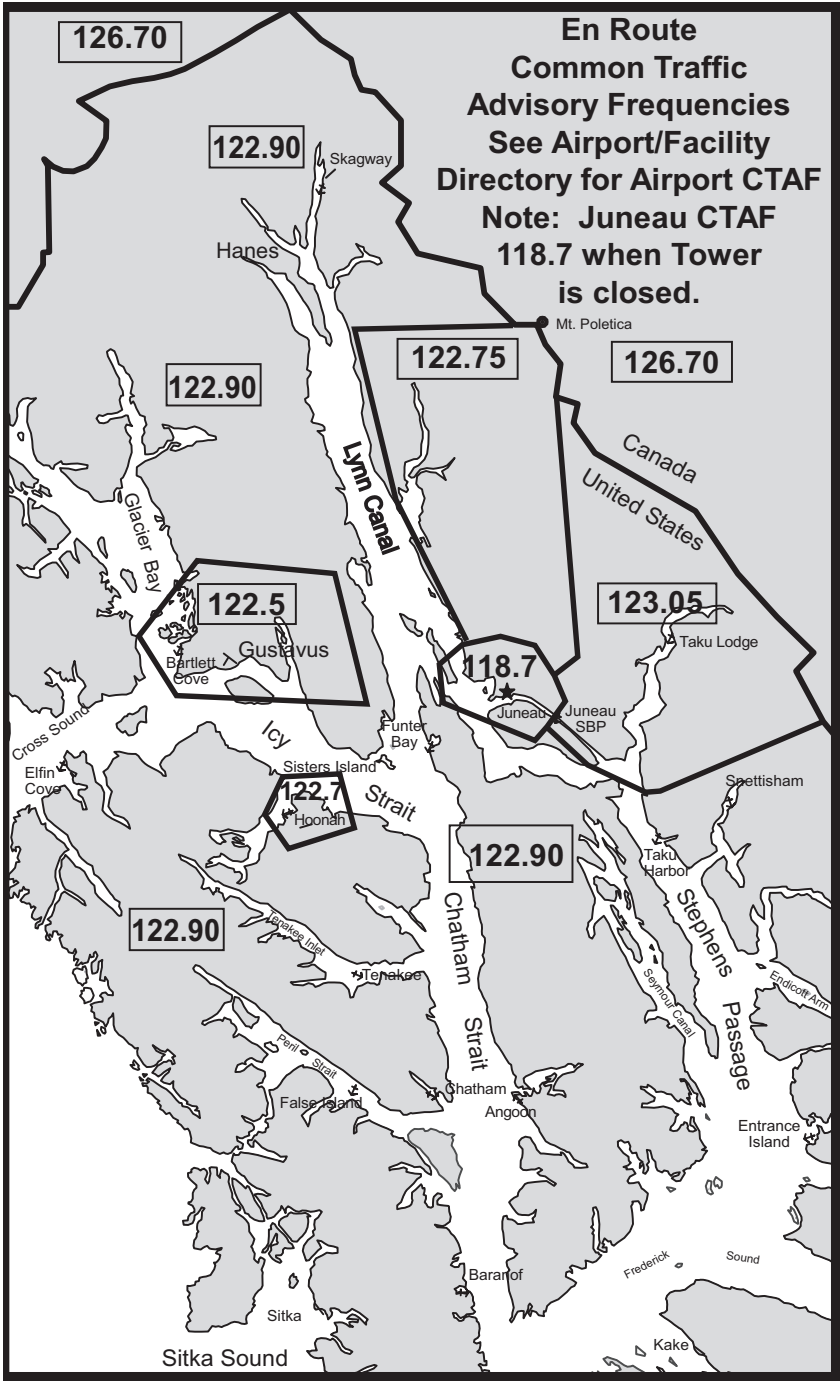 126.70
En Route
Common Traffic
Advisory Frequencies
See Airport/Facility
Directory for Airport CTAF
Note: Juneau CTAF
118.7 when Tower
is closed.
122.90
Skagway
Hanes
Mt. Poletica
122.75
126.70
122.90
Lynn Canal
Canada
United States
Glacier Bay
122.5
123.05
Gustavus
Bartlett
Cove
118.7
Taku Lodge
Juneau
Juneau
SBP
Cross Sound
Icy
Strait
Funter
Bay
Elfin
Cove
Sisters Island
122.7
Hoonah
Snettisham
122.90
Taku
Harbor
122.90
Tenakee Inlet
Tenakee
Chatham
Strait
Stephens
Passage
Seymour Canal
Endicott Arm
Peril
Strait
False Island
Chatham
Angoon
Entrance
Island
Frederick
Sound
Baranof
Sitka
Sitka Sound
Kake